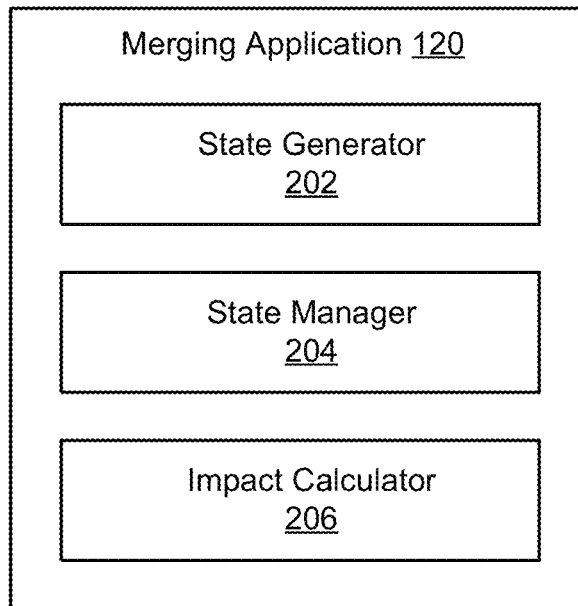 Merging Application 120
State Generator
202
State Manager
204
Impact Calculator
206